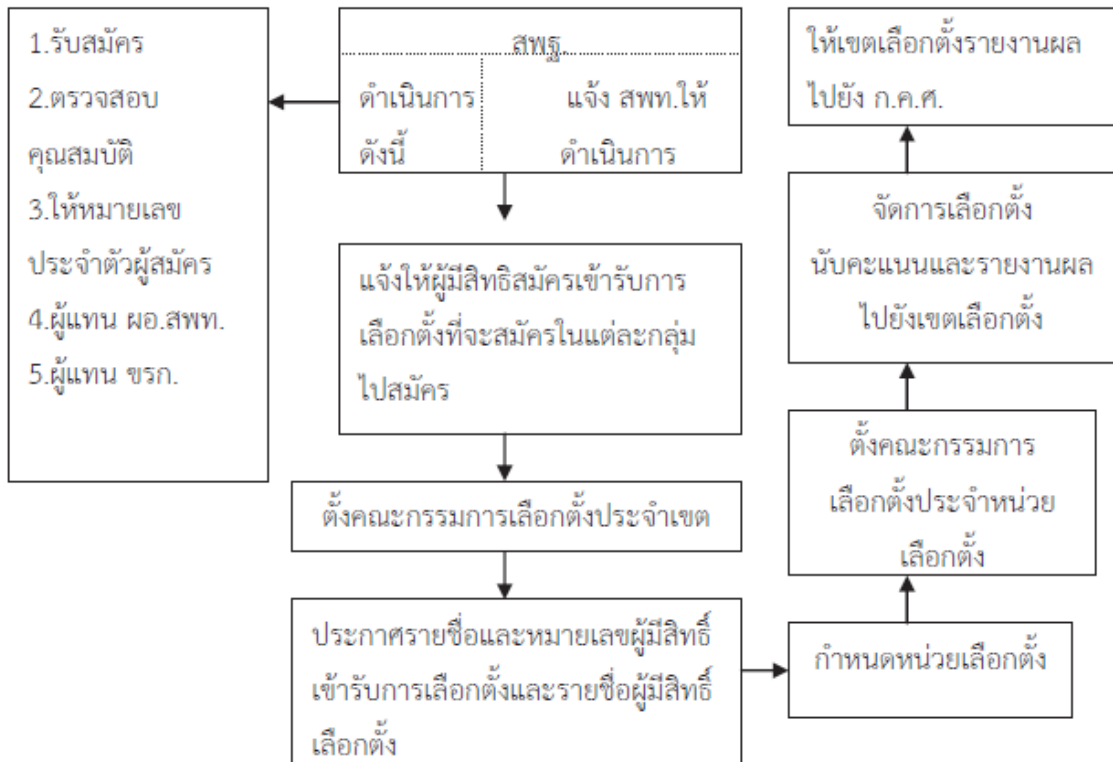 สพฐ.
ดำเนินการ
ดังนี้
แจ้ง สพท.ให้
ดำเนินการ
1.รับสมัคร
2.ตรวจสอบ
คุณสมบัติ
3.ให้หมายเลข
ประจำตัวผู้สมัคร
4.ผู้แทน ผอ.สพท.
5.ผู้แทน ขรก.
แจ้งให้ผู้มีสิทธิสมัครเข้ารับการ
เลือกตั้งที่จะสมัครในแต่ละกลุ่ม
ไปสมัคร
ตั้งคณะกรรมการเลือกตั้งประจำเขต
ประกาศรายชื่อและหมายเลขผู้มีสิทธิ์
เข้ารับการเลือกตั้งและรายชื่อผู้มีสิทธิ์
เลือกตั้ง
กำหนดหน่วยเลือกตั้ง
ตั้งคณะกรรมการ
เลือกตั้งประจำหน่วย
เลือกตั้ง
จัดการเลือกตั้ง
นับคะแนนและรายงานผล
ไปยังเขตเลือกตั้ง
ให้เขตเลือกตั้งรายงานผล
ไปยัง ก.ค.ศ.